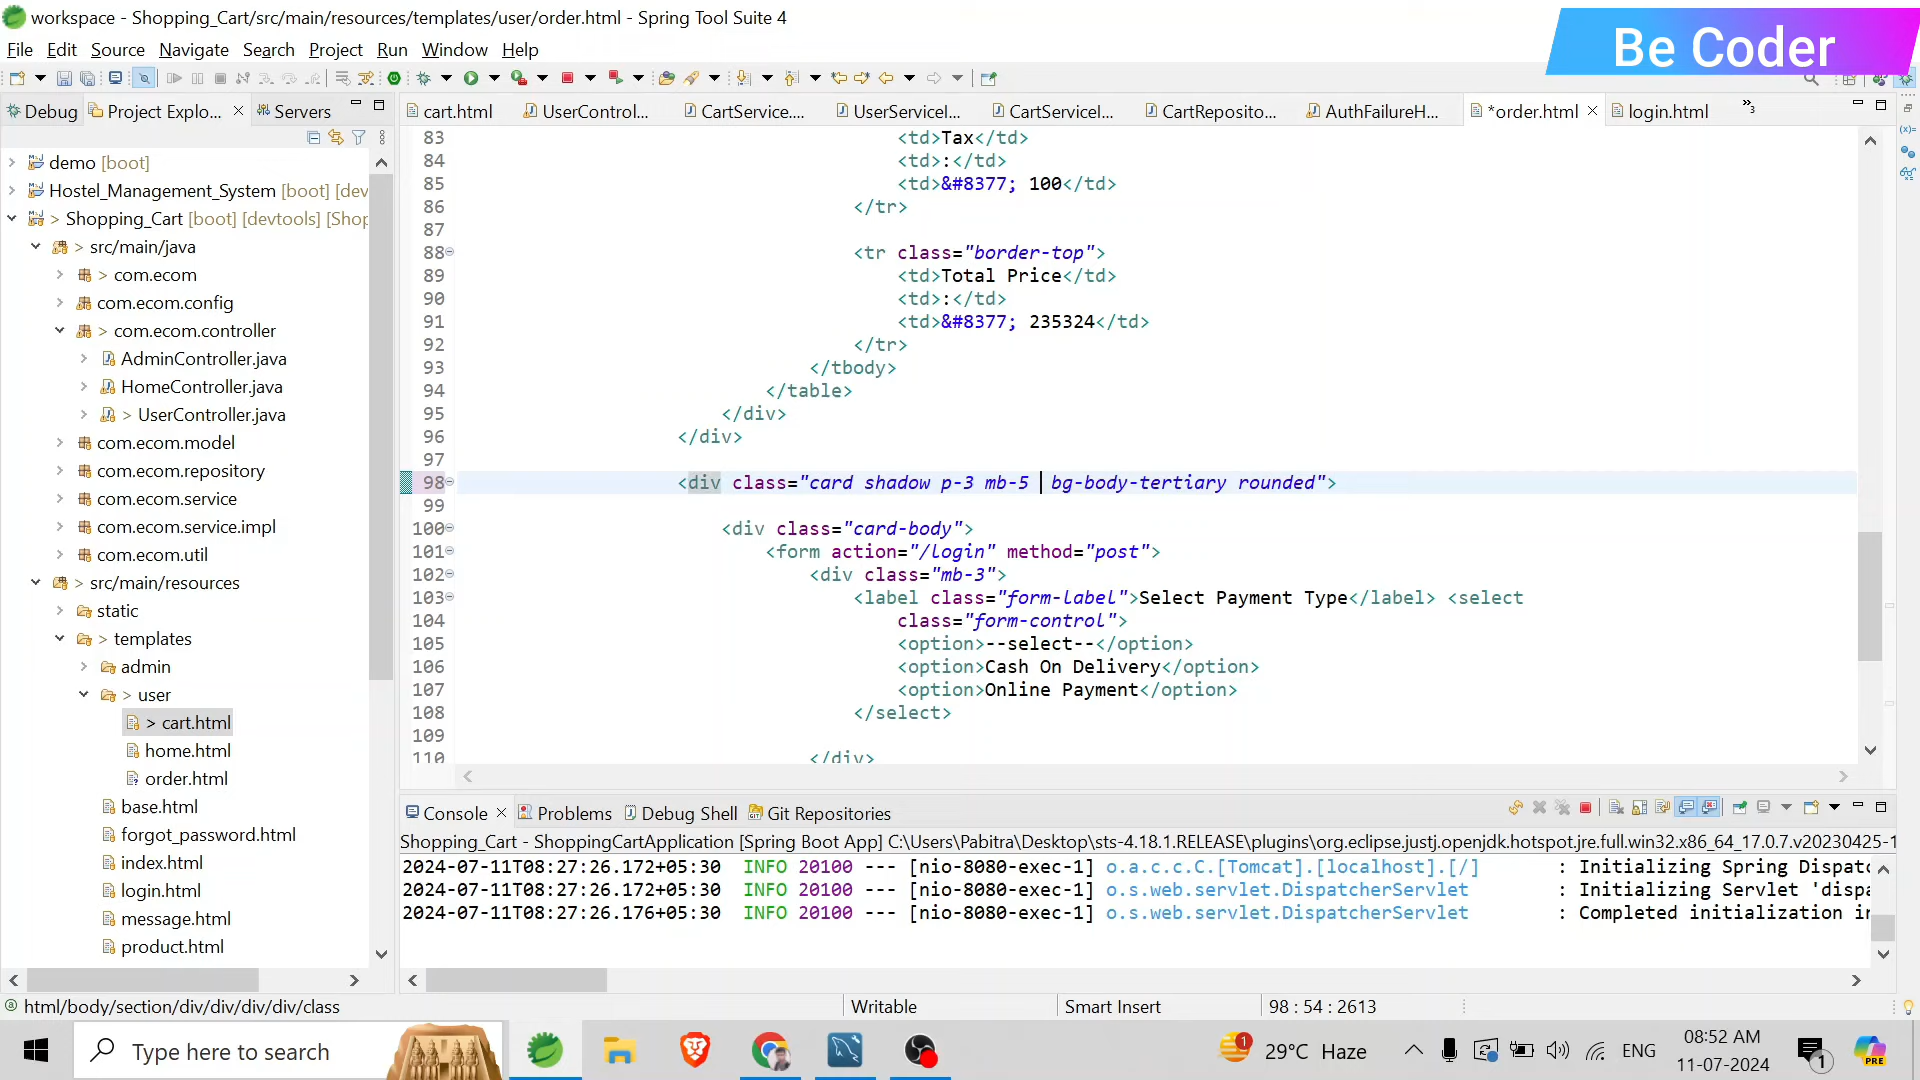 workspace - Shopping_Cart/src/main/resources/templates/user/order.html - Spring Tool Suite 4
Be Coder
File Edit Source Navigate Search Project Run Window Help
Debug Project Explo... Servers
cart.html UserControl... CartService.... UserServiceI... CartServiceI... CartReposito... AuthFailureH... *order.html login.html »3
demo [boot]
Hostel_Management_System [boot] [dev
> Shopping_Cart [boot] [devtools] [Shop
> src/main/java
> com.ecom
com.ecom.config
> com.ecom.controller
AdminController.java
HomeController.java
> UserController.java
com.ecom.model
com.ecom.repository
com.ecom.service
com.ecom.service.impl
com.ecom.util
> src/main/resources
static
> templates
admin
> user
> cart.html
home.html
order.html
base.html
forgot_password.html
index.html
login.html
message.html
product.html
83 <td>Tax</td>
84 <td>:</td>
85 <td>&#8377; 100</td>
86 </tr>
87
88 <tr class="border-top">
89 <td>Total Price</td>
90 <td>:</td>
91 <td>&#8377; 235324</td>
92 </tr>
93 </tbody>
94 </table>
95 </div>
96 </div>
97
98 <div class="card shadow p-3 mb-5 bg-body-tertiary rounded">
99
100 <div class="card-body">
101 <form action="/login" method="post">
102 <div class="mb-3">
103 <label class="form-label">Select Payment Type</label> <select
104 class="form-control">
105 <option>--select--</option>
106 <option>Cash On Delivery</option>
107 <option>Online Payment</option>
108 </select>
109
110 </div>
Console Problems Debug Shell Git Repositories
Shopping_Cart - ShoppingCartApplication [Spring Boot App] C:\Users\Pabitra\Desktop\sts-4.18.1.RELEASE\plugins\org.eclipse.justj.openjdk.hotspot.jre.full.win32.x86_64_17.0.7.v20230425-1
2024-07-11T08:27:26.172+05:30 INFO 20100 --- [nio-8080-exec-1] o.a.c.c.C.[Tomcat].[localhost].[/] : Initializing Spring Dispatc
2024-07-11T08:27:26.172+05:30 INFO 20100 --- [nio-8080-exec-1] o.s.web.servlet.DispatcherServlet : Initializing Servlet 'dispa
2024-07-11T08:27:26.176+05:30 INFO 20100 --- [nio-8080-exec-1] o.s.web.servlet.DispatcherServlet : Completed initialization in
html/body/section/div/div/div/div/class Writable Smart Insert 98 : 54 : 2613
Type here to search
1
29°C Haze
ENG
08:52 AM
11-07-2024
1
PRE